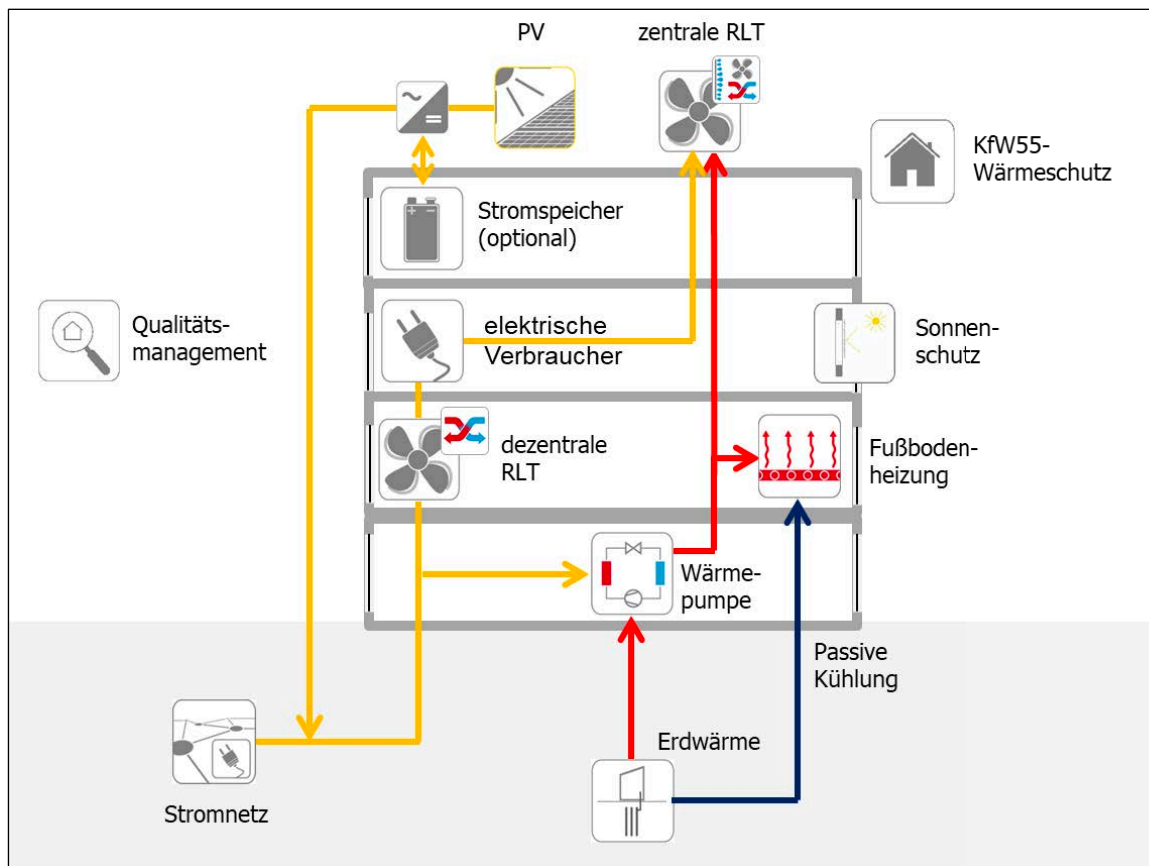 PV
zentrale RLT
KfW55-
Wärmeschutz
Stromspeicher
(optional)
Qualitäts-
management
elektrische
Verbraucher
Sonnen-
schutz
dezentrale
RLT
Fußboden-
heizung
Wärme-
pumpe
Passive
Kühlung
Erdwärme
Stromnetz